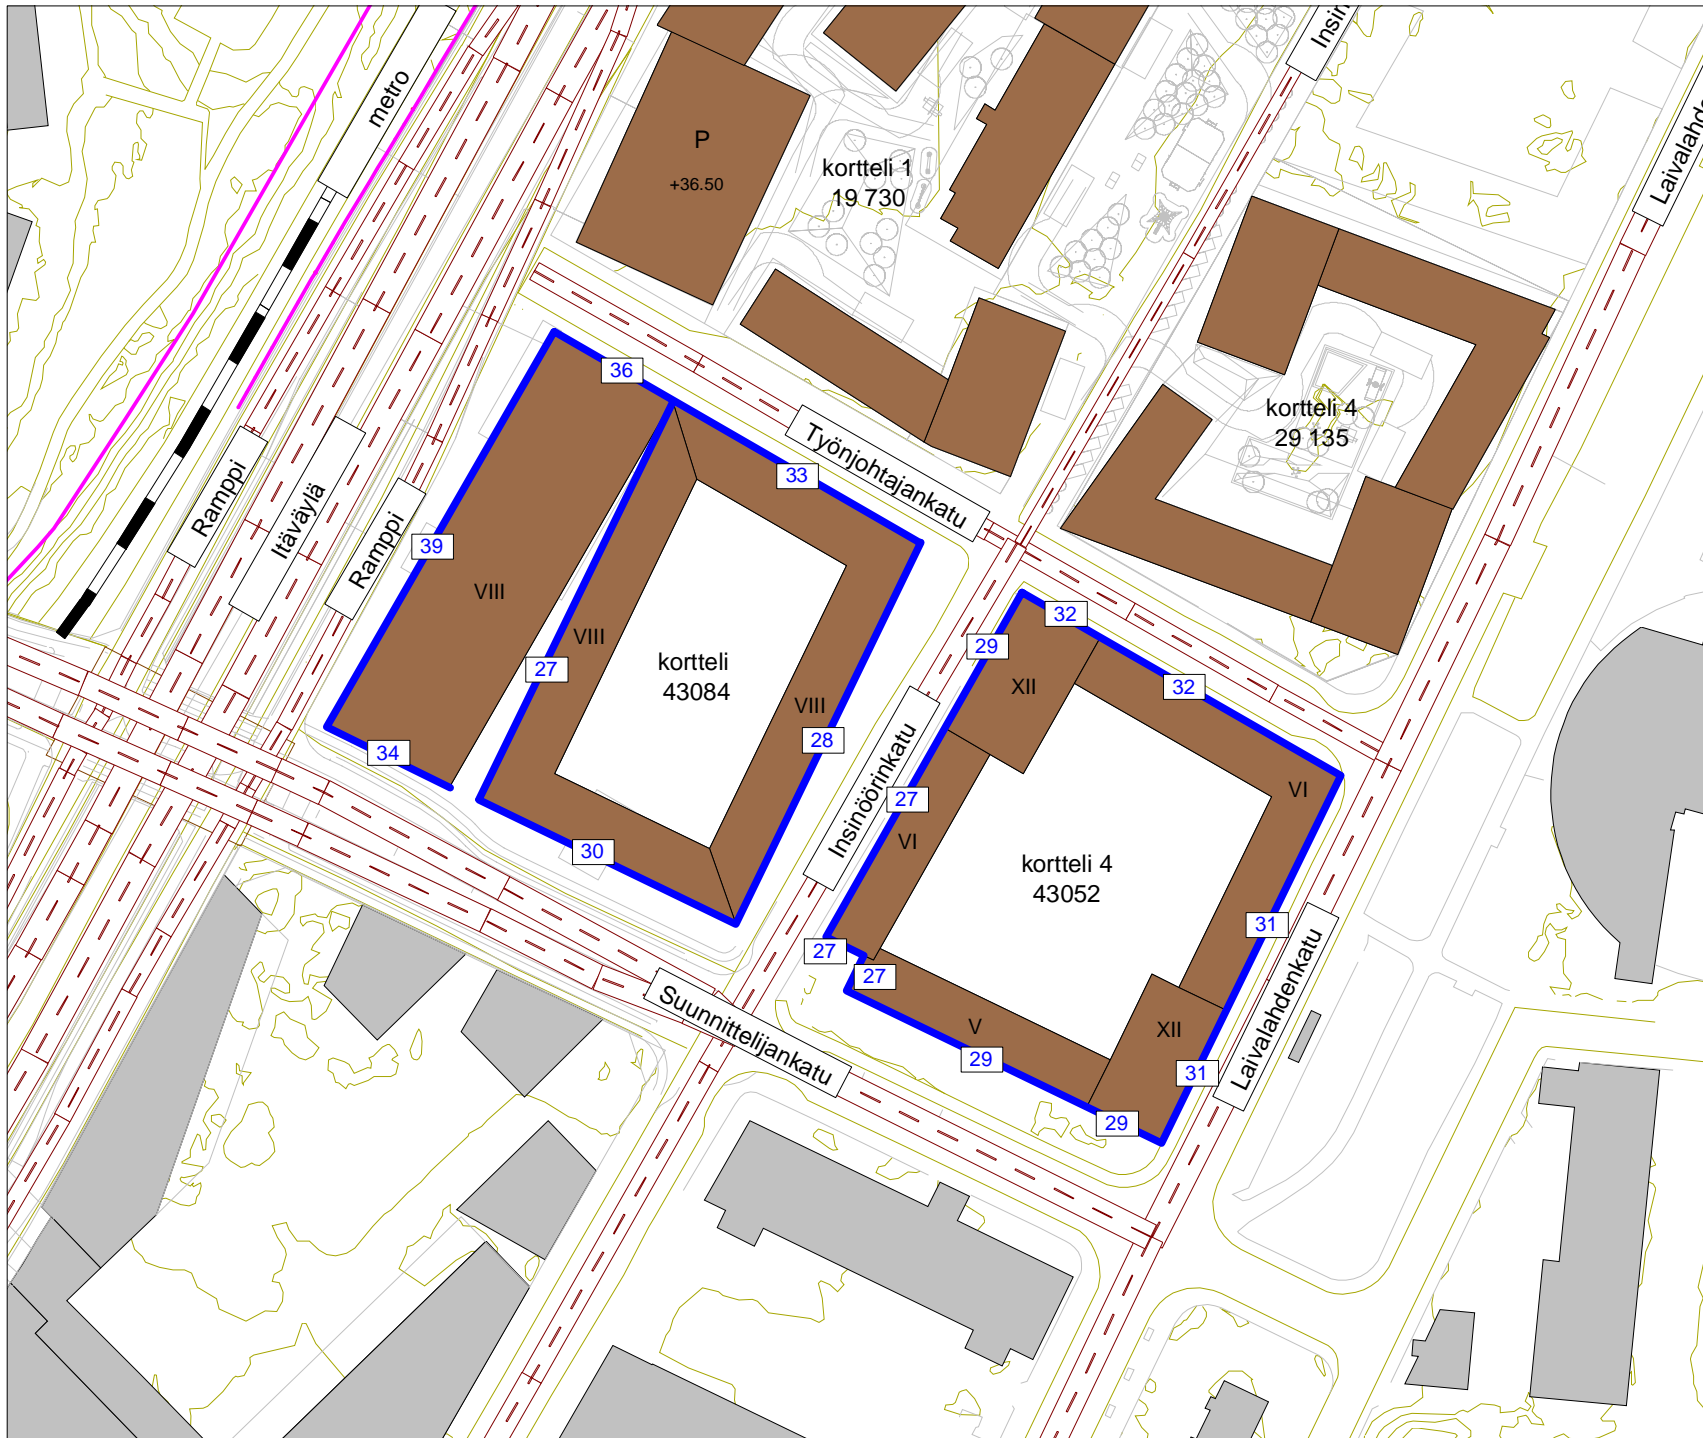 metro
Insin
Laivalahde
P
+36.50
kortteli 1
19 730
kortteli 4
29 135
36
Työnjohtajankatu
33
Ramppi
Itäväylä
Ramppi
39
VIII
VIII
27
kortteli
43084
VIII
28
34
30
32
29
XII
32
Insinöörinkatu
27
VI
VI
kortteli 4
43052
31
27
27
V
29
XII
31
29
Laivalahdenkatu
Suunnittelijankatu